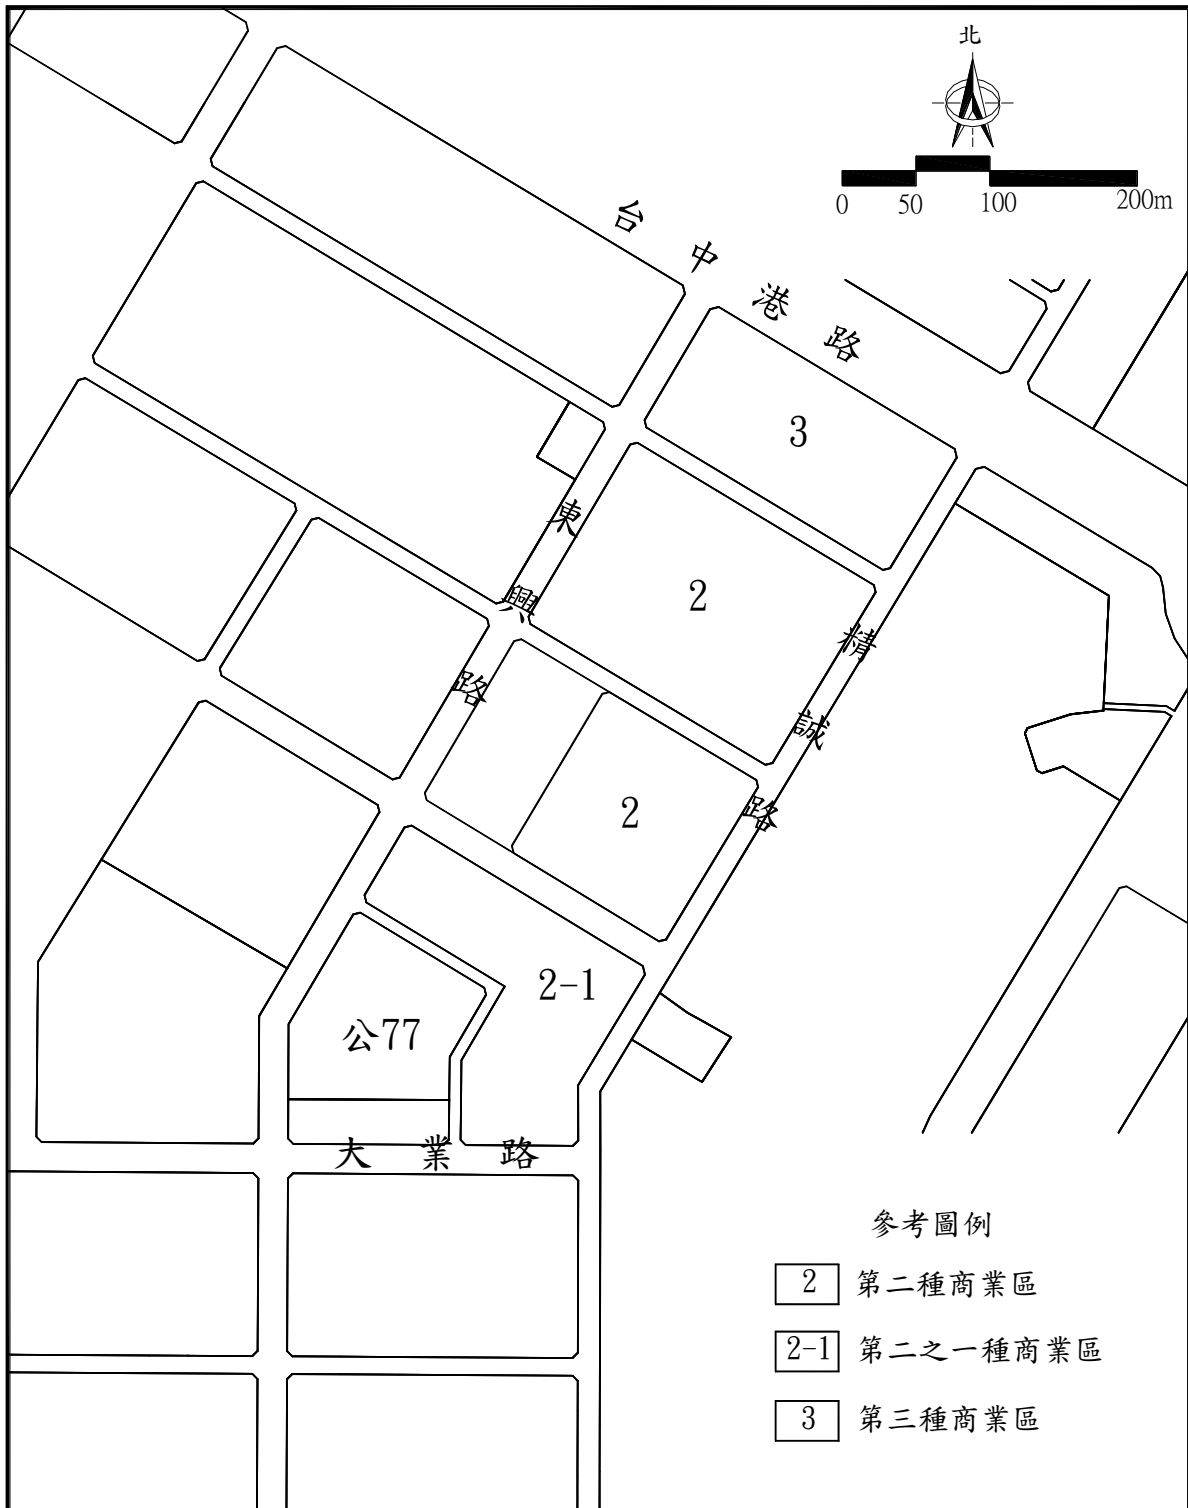 北
0 50 100 200m
台中港路
3
東興路
2
精誠路
2
2-1
公77
大業路
參考圖例
2 第二種商業區
2-1 第二之一種商業區
3 第三種商業區